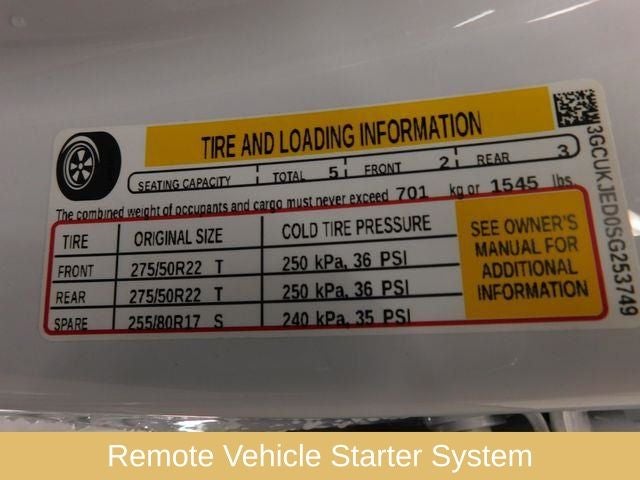 TIRE AND LOADING INFORMATION
SEATING CAPACITY TOTAL 5 FRONT 2 REAR 3
The combined weight of occupants and cargo must never exceed 701 kg or 1545 lbs.
TIRE ORIGINAL SIZE COLD TIRE PRESSURE
FRONT 275/50R22 T 250 kPa, 36 PSI
REAR 275/50R22 T 250 kPa, 36 PSI
SPARE 255/80R17 S 240 kPa, 35 PSI
SEE OWNER'S
MANUAL FOR
ADDITIONAL
INFORMATION
3GCUKJED0SG253749
Remote Vehicle Starter System